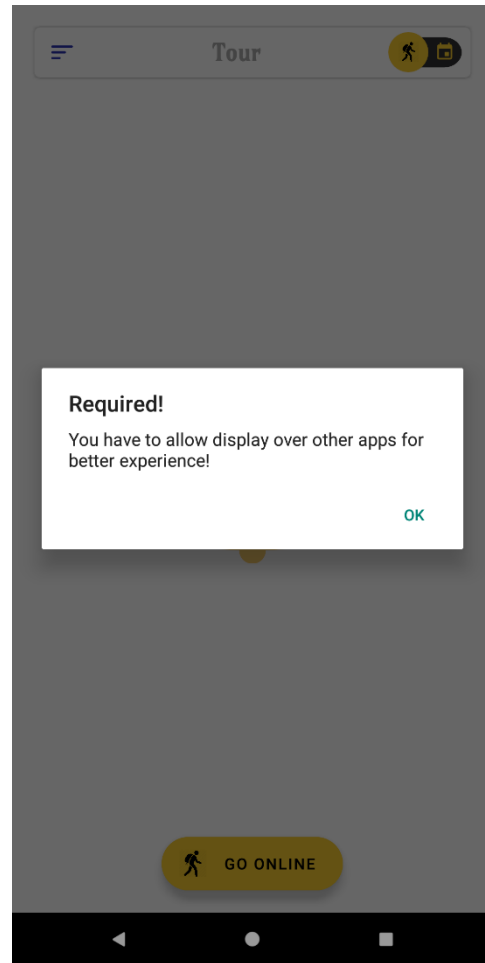 Tour
Required!
You have to allow display over other apps for
better experience!
OK
GO ONLINE